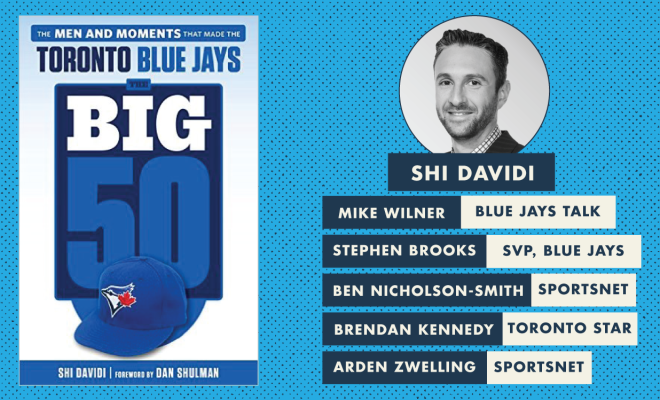 THE MEN AND MOMENTS THAT MADE THE
TORONTO BLUE JAYS
THE
BIG
50
SHI DAVIDI | FOREWORD BY DAN SHULMAN
SHI DAVIDI
MIKE WILNER BLUE JAYS TALK
STEPHEN BROOKS SVP, BLUE JAYS
BEN NICHOLSON-SMITH SPORTSNET
BRENDAN KENNEDY TORONTO STAR
ARDEN ZWELLING SPORTSNET